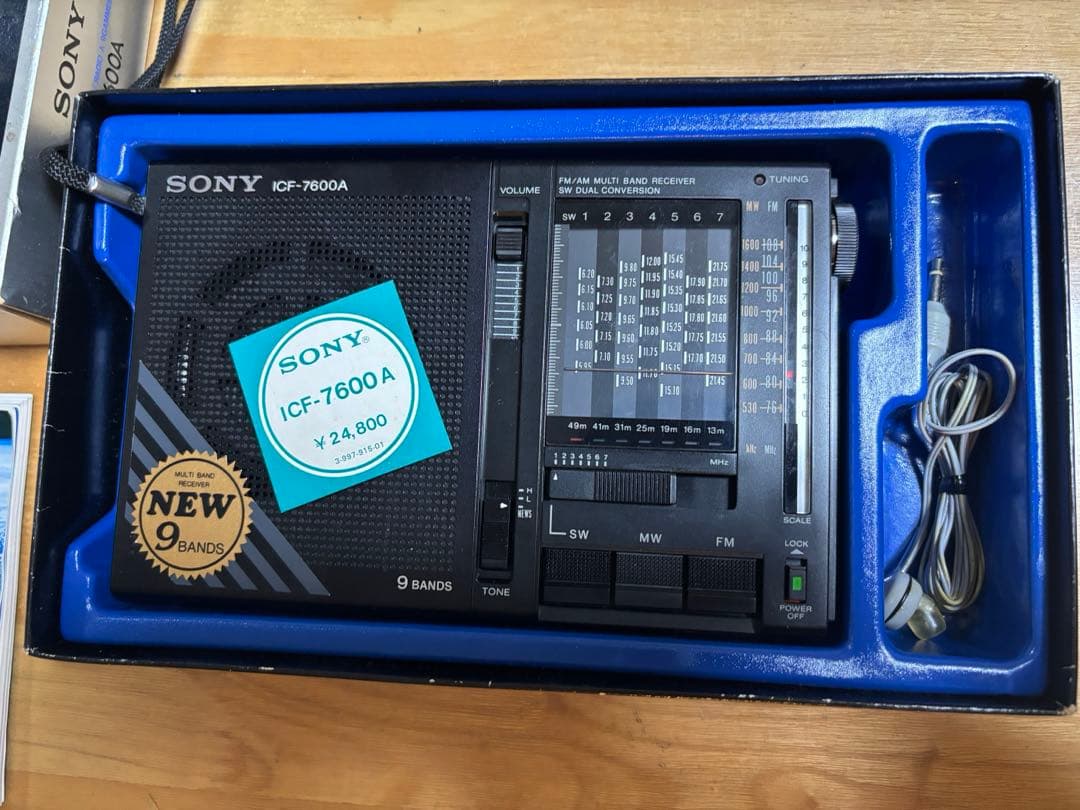 SONY
600A
SONY ICF-7600A
VOLUME
FM/AM MULTI BAND RECEIVER
SW DUAL CONVERSION
TUNING
MW FM
SW 1 2 3 4 5 6 7
1600 108
1400 104
100
1200 96
1000 92
800 88
700 84
600 80
530 76
kHz MHz
12.00 15.45
6.20 9.80 11.95 15.40 21.75
6.15 7.30 9.75 11.90 15.35 17.90 21.70
6.10 7.25 9.70 11.85 15.30 17.85 21.65
6.05 7.20 9.65 11.80 15.25 17.80 21.60
6.00 7.15 9.60 11.75 15.20 17.75 21.55
5.95 7.10 9.55 11.70 15.15 17.70 21.50
9.50 15.10 21.45
49m 41m 31m 25m 19m 16m 13m
1 2 3 4 5 6 7
MHz
SONY®
ICF-7600A
¥24,800
3-997-915-01
MULTI BAND
RECEIVER
NEW
9 BANDS
9 BANDS
H
L
NEWS
TONE
SW MW FM
SCALE
LOCK
POWER
OFF